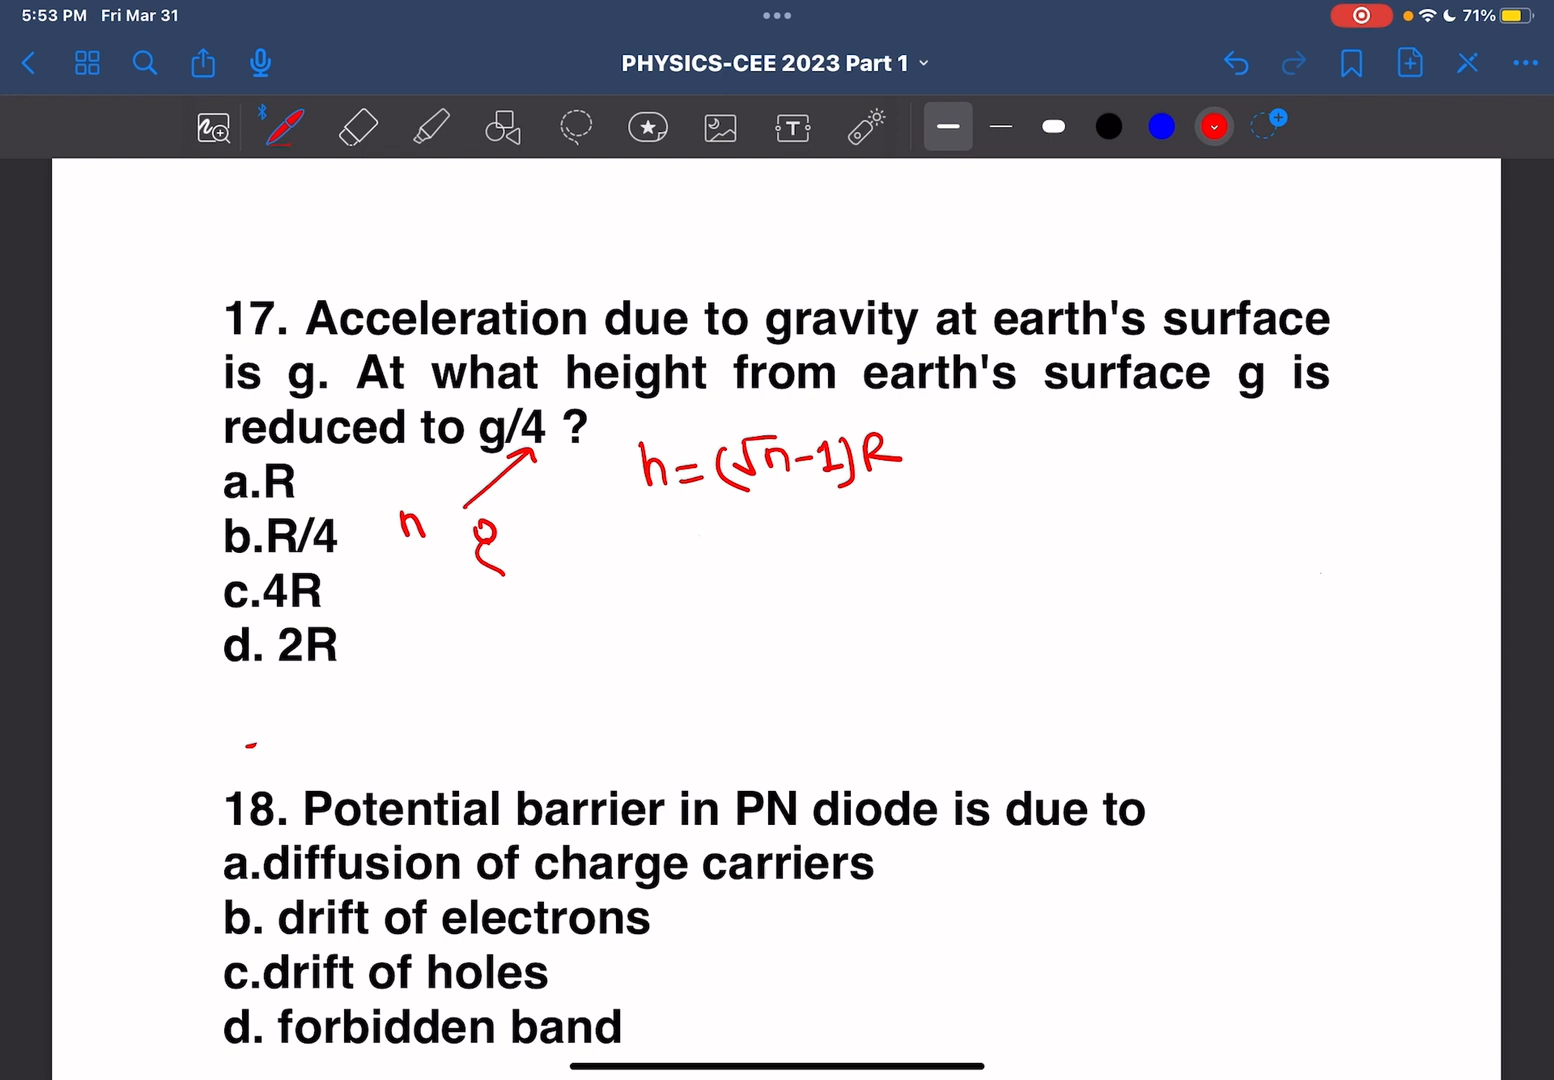 5:53 PM Fri Mar 31
71%
PHYSICS-CEE 2023 Part 1
17. Acceleration due to gravity at earth's surface
is g. At what height from earth's surface g is
reduced to g/4 ?
h=(√n-1)R
a.R
n
b.R/4
c.4R
d. 2R
18. Potential barrier in PN diode is due to
a.diffusion of charge carriers
b. drift of electrons
c.drift of holes
d. forbidden band